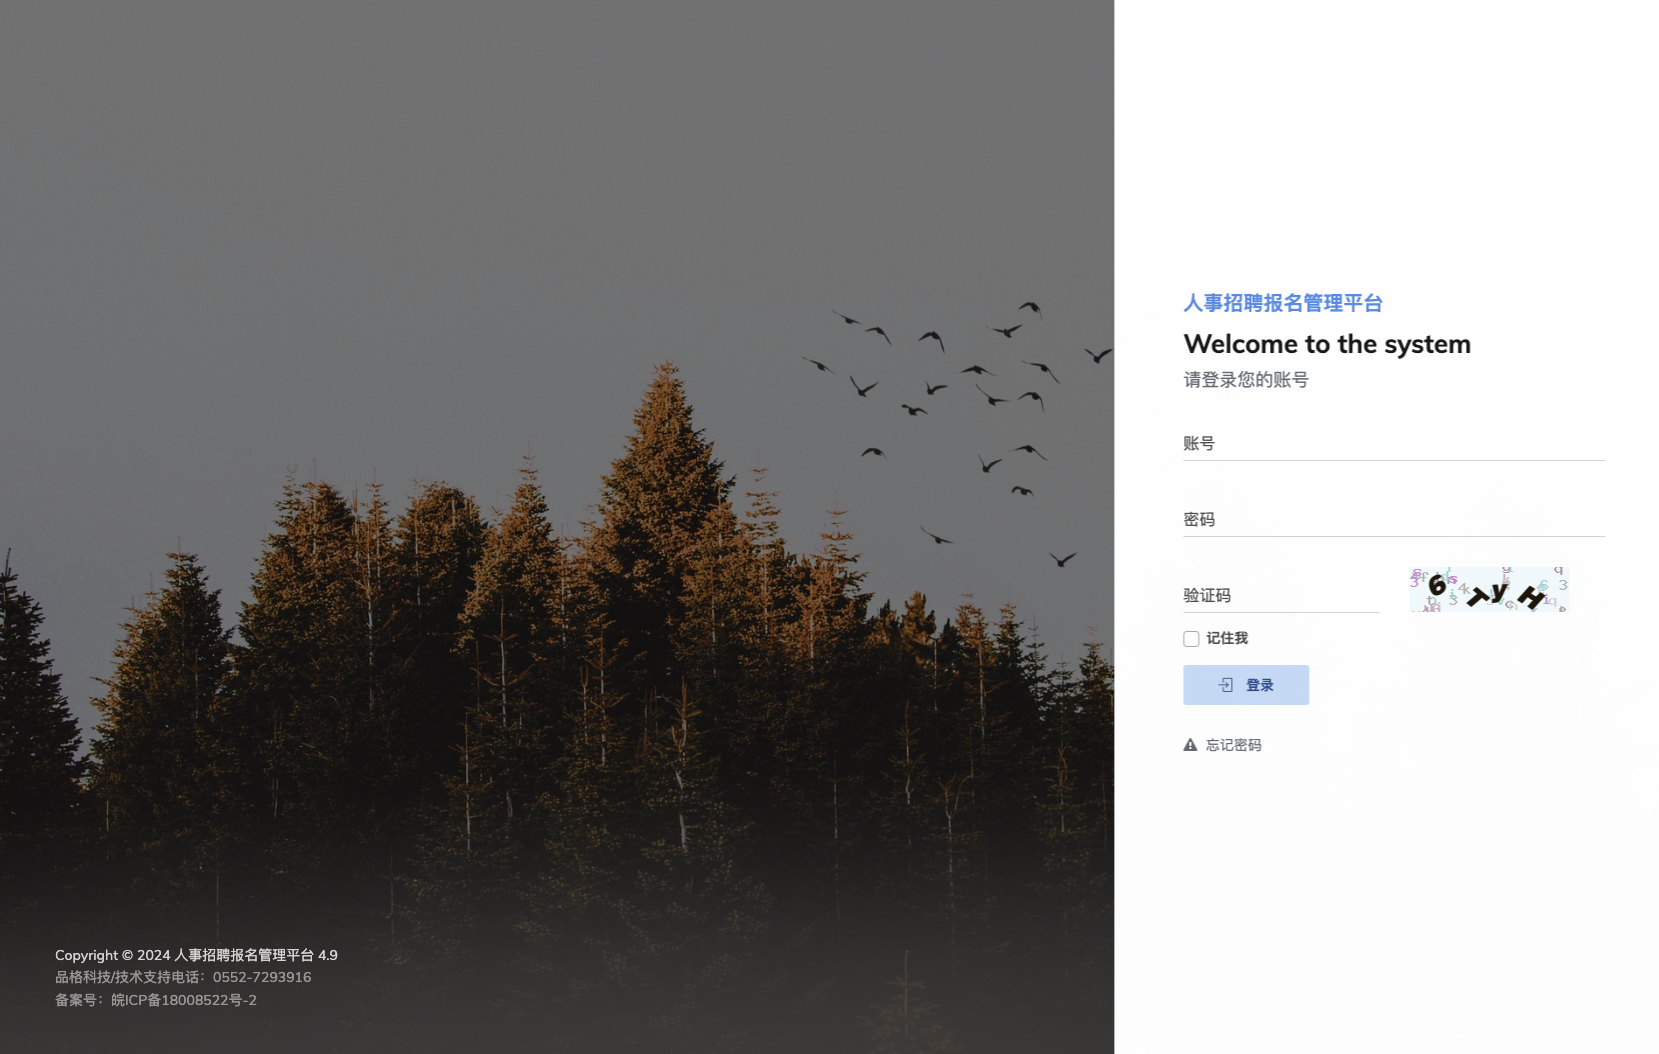 人事招聘报名管理平台
Welcome to the system
请登录您的账号
账号
密码
验证码
6TyH
记住我
登录
忘记密码
Copyright © 2024 人事招聘报名管理平台 4.9
品格科技/技术支持电话：0552-7293916
备案号：皖ICP备18008522号-2